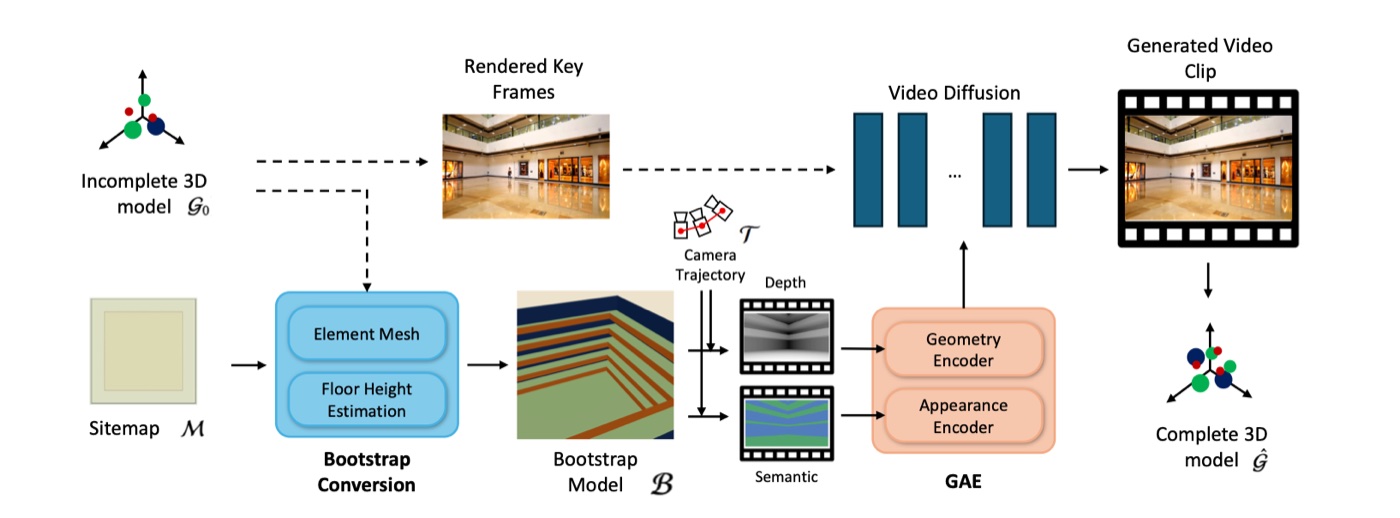 Incomplete 3D
model 𝒢₀
Rendered Key
Frames
Video Diffusion
...
Generated Video
Clip
Camera
Trajectory
𝒯
Sitemap ℳ
Element Mesh
Floor Height
Estimation
Bootstrap
Conversion
Bootstrap
Model ℬ
Depth
Semantic
Geometry
Encoder
Appearance
Encoder
GAE
Complete 3D
model 𝒢̂